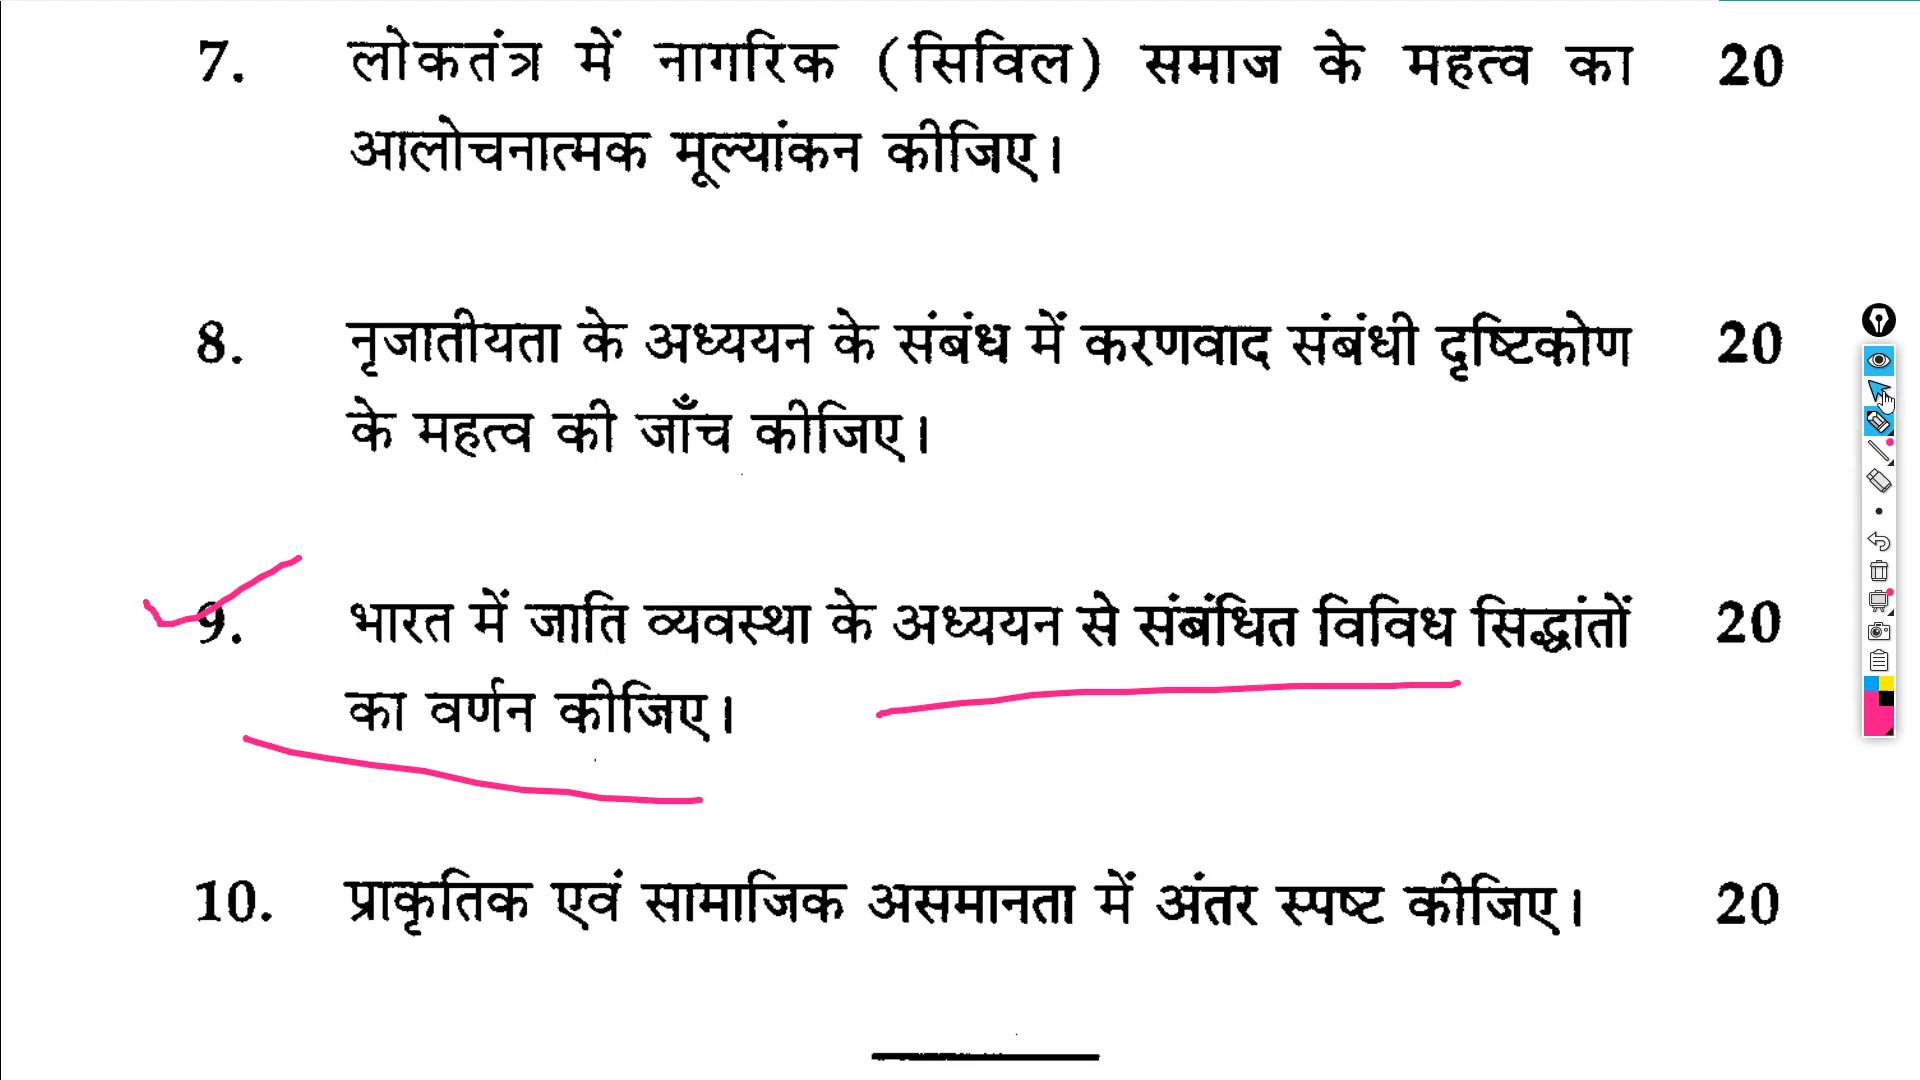 7. लोकतंत्र में नागरिक (सिविल) समाज के महत्व का 20
आलोचनात्मक मूल्यांकन कीजिए।
8. नृजातीयता के अध्ययन के संबंध में करणवाद संबंधी दृष्टिकोण 20
के महत्व की जाँच कीजिए।
9. भारत में जाति व्यवस्था के अध्ययन से संबंधित विविध सिद्धांतों 20
का वर्णन कीजिए।
10. प्राकृतिक एवं सामाजिक असमानता में अंतर स्पष्ट कीजिए। 20